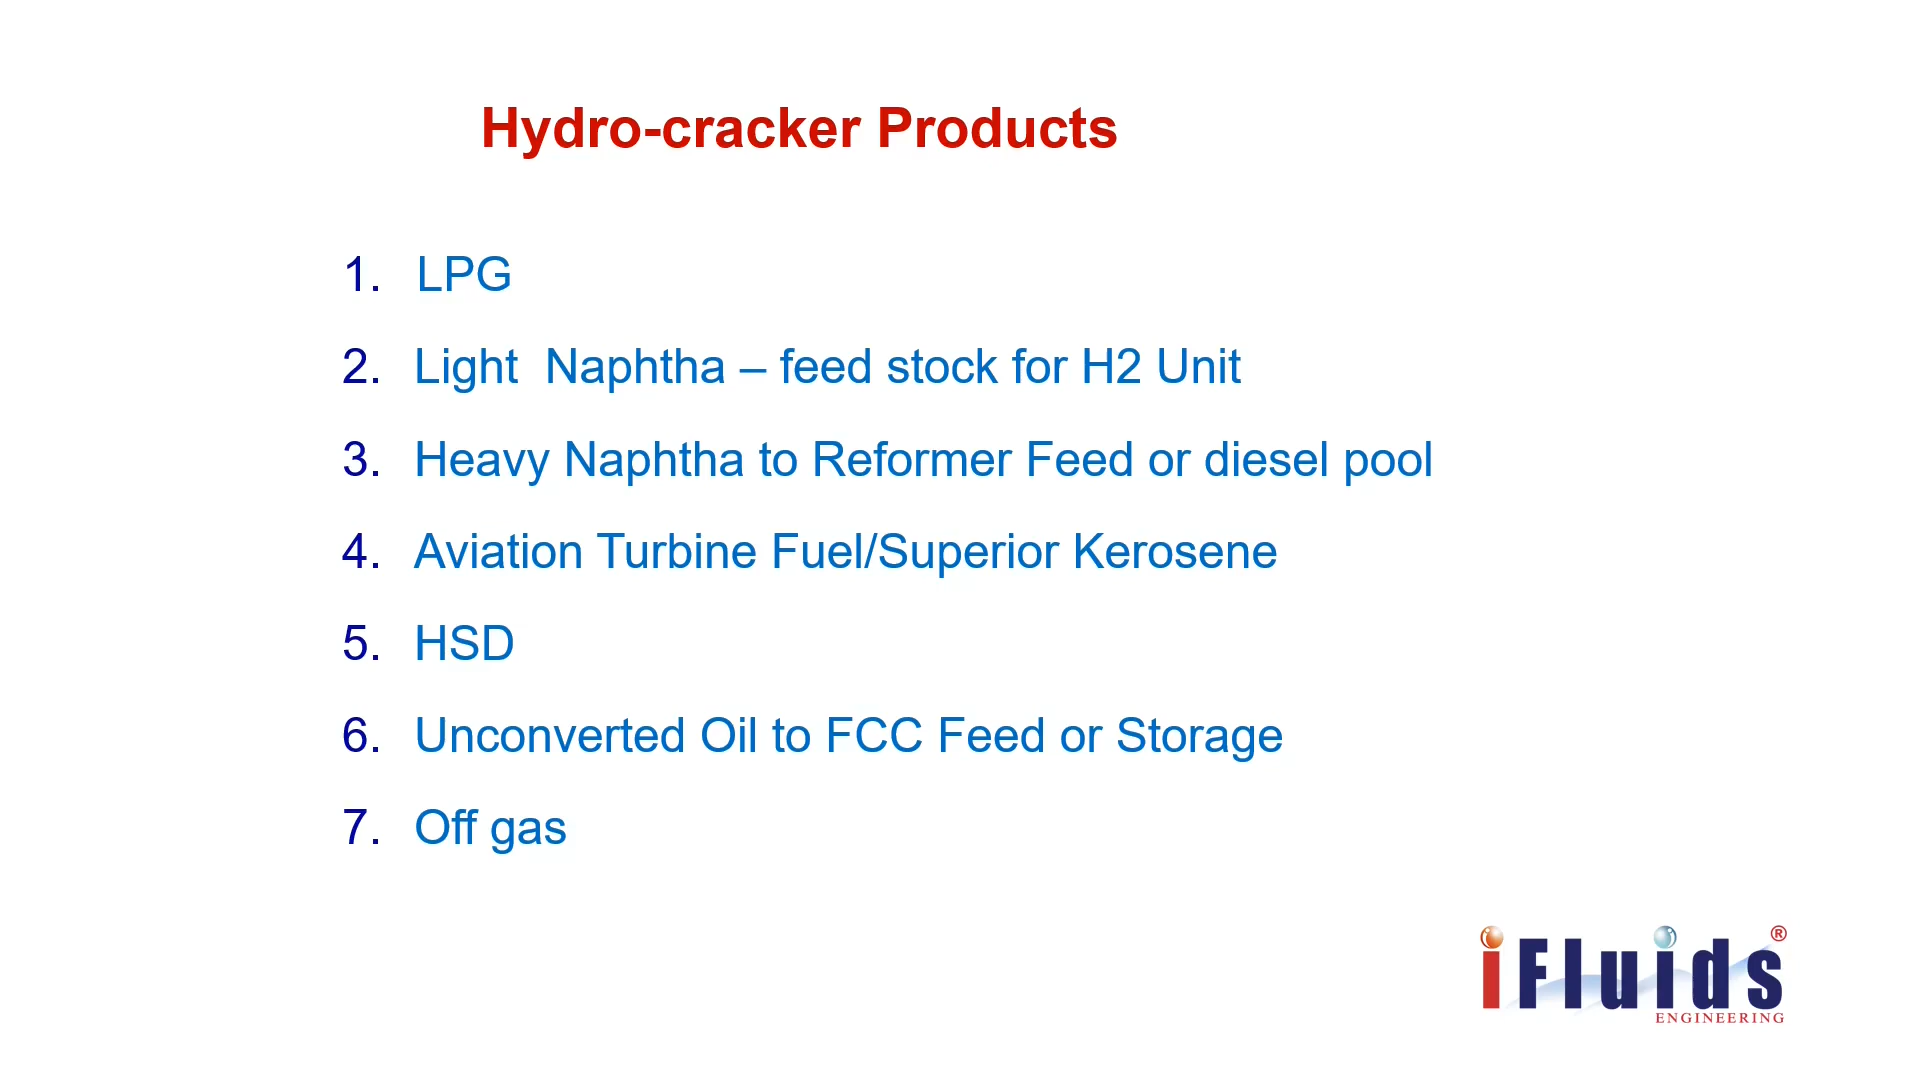 Hydro-cracker Products
1. LPG
2. Light Naphtha – feed stock for H2 Unit
3. Heavy Naphtha to Reformer Feed or diesel pool
4. Aviation Turbine Fuel/Superior Kerosene
5. HSD
6. Unconverted Oil to FCC Feed or Storage
7. Off gas
iFluids®
ENGINEERING